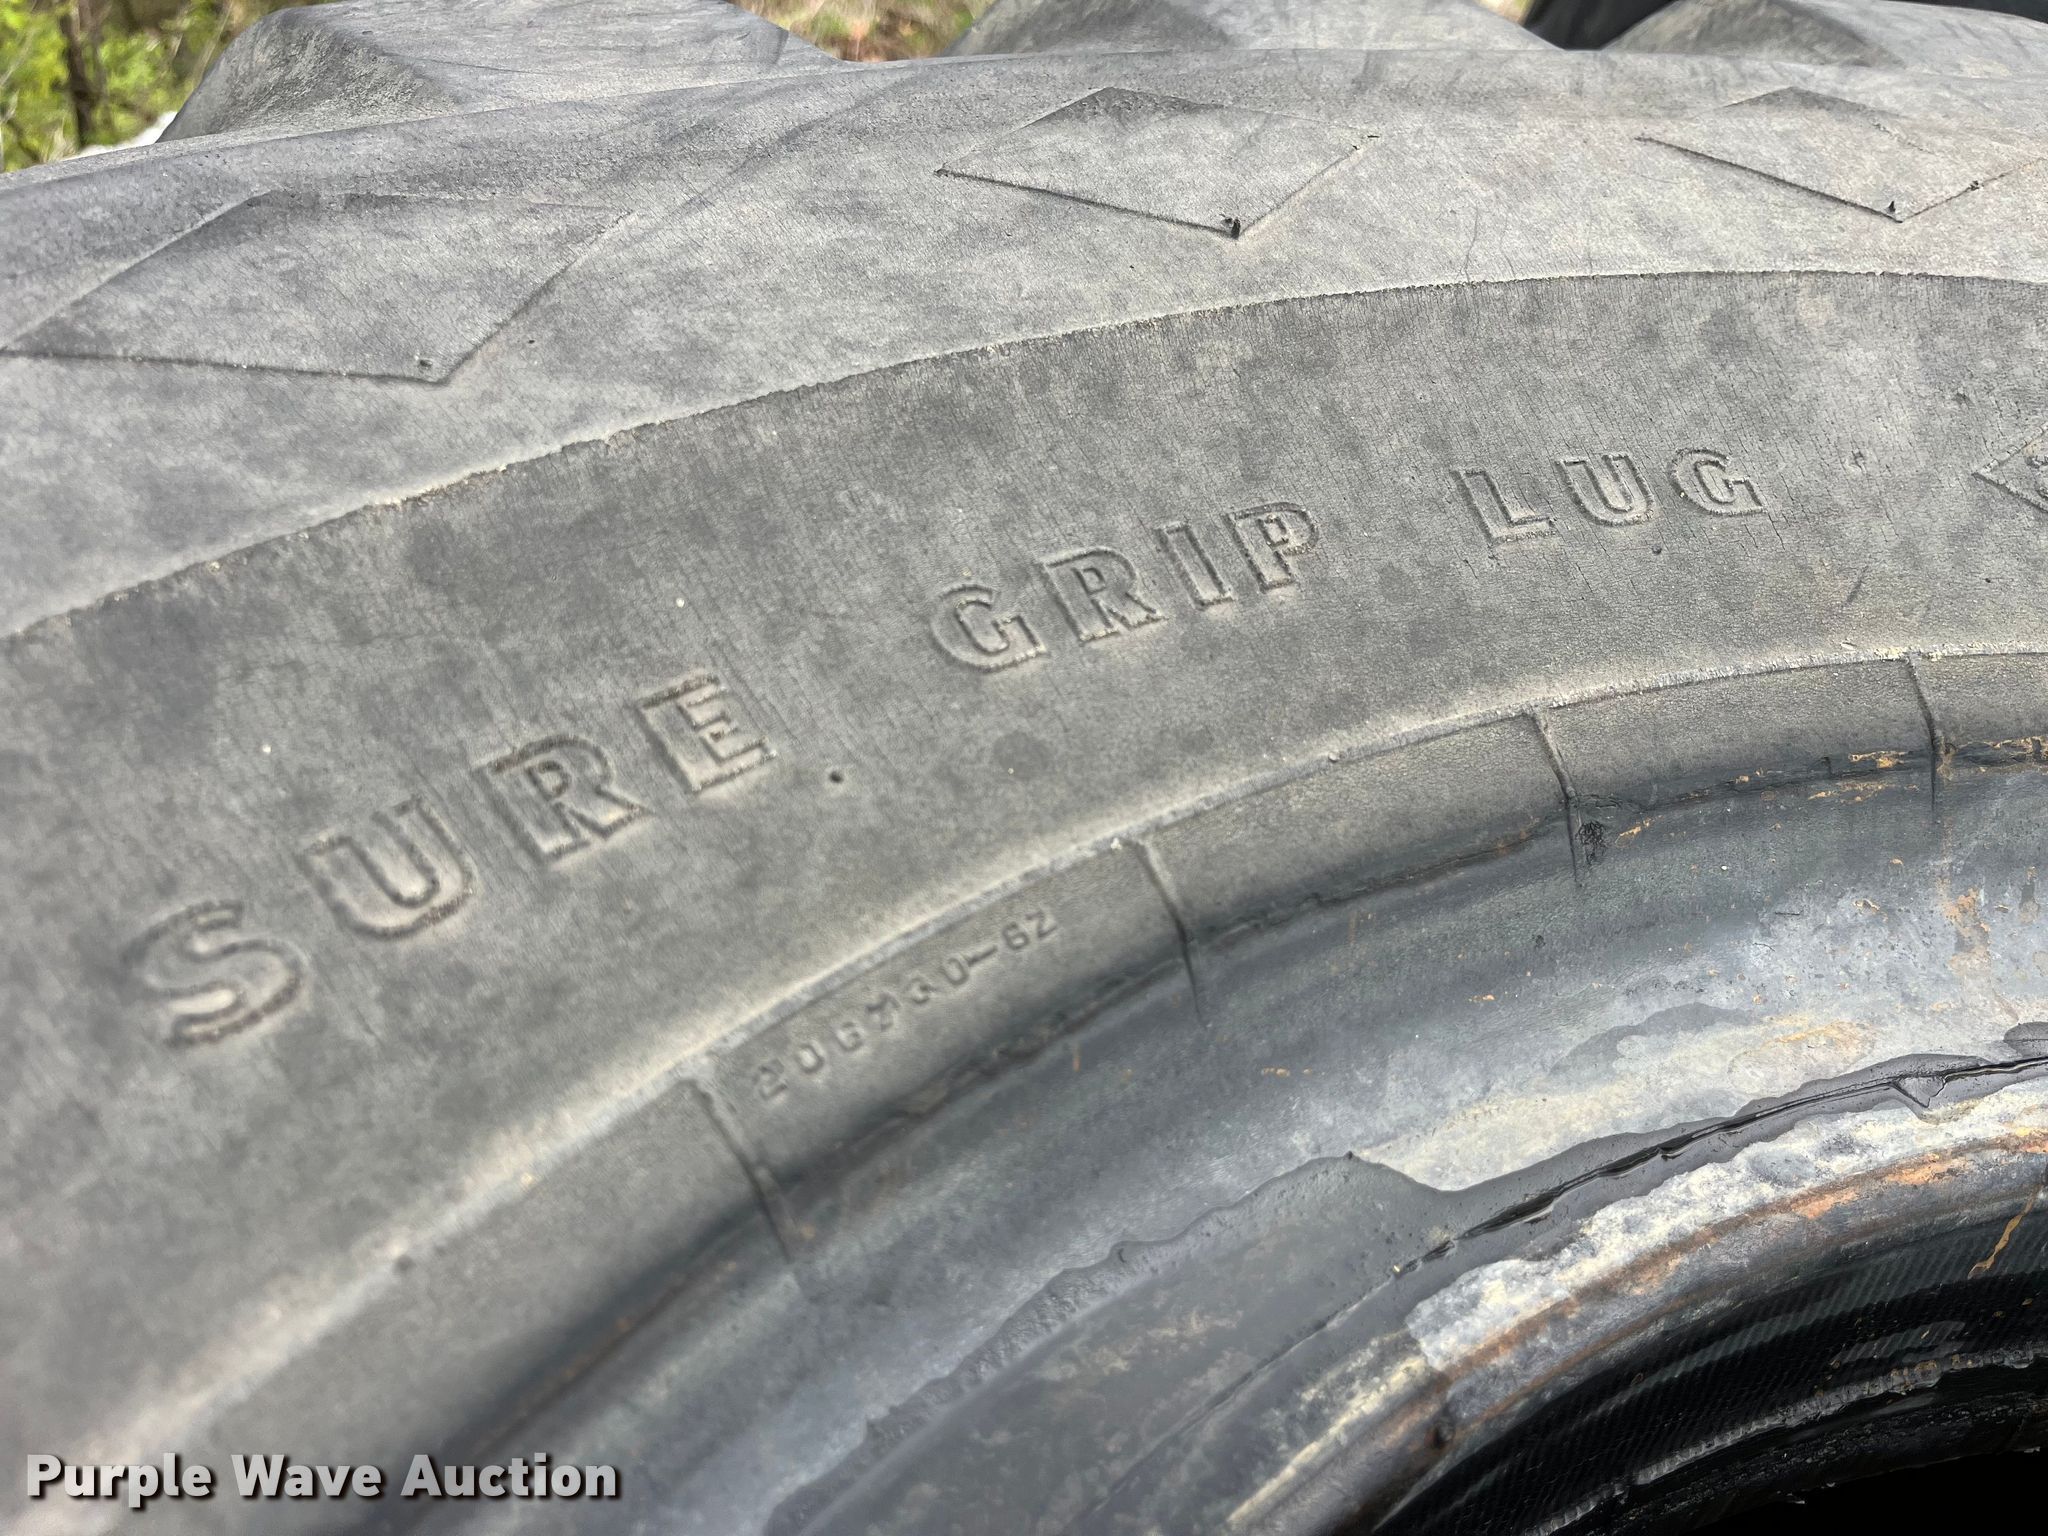 SURE GRIP LUG
Purple Wave Auction